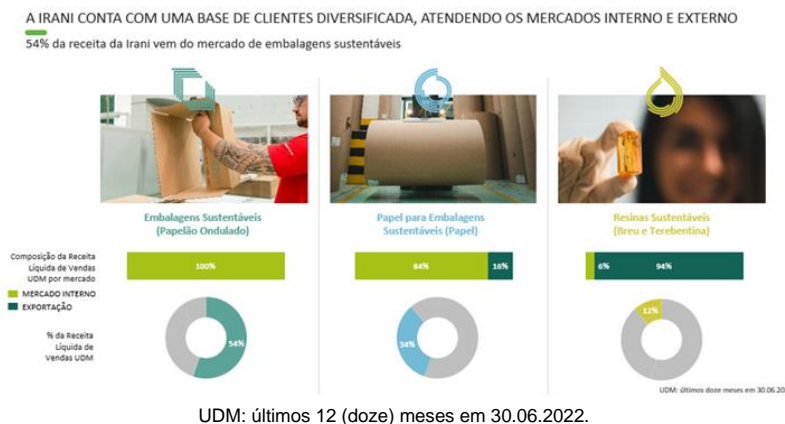 A IRANI CONTA COM UMA BASE DE CLIENTES DIVERSIFICADA, ATENDENDO OS MERCADOS INTERNO E EXTERNO
54% da receita da Irani vem do mercado de embalagens sustentáveis
Embalagens Sustentáveis
(Papelão Ondulado)
Papel para Embalagens
Sustentáveis (Papel)
Resinas Sustentáveis
(Breu e Terebentina)
Composição da Receita
Líquida de Vendas
UDM por mercado
100%
84%
16%
6%
94%
MERCADO INTERNO
EXPORTAÇÃO
% da Receita
Líquida de
Vendas UDM
54%
34%
12%
UDM: últimos doze meses em 30.06.20
UDM: últimos 12 (doze) meses em 30.06.2022.